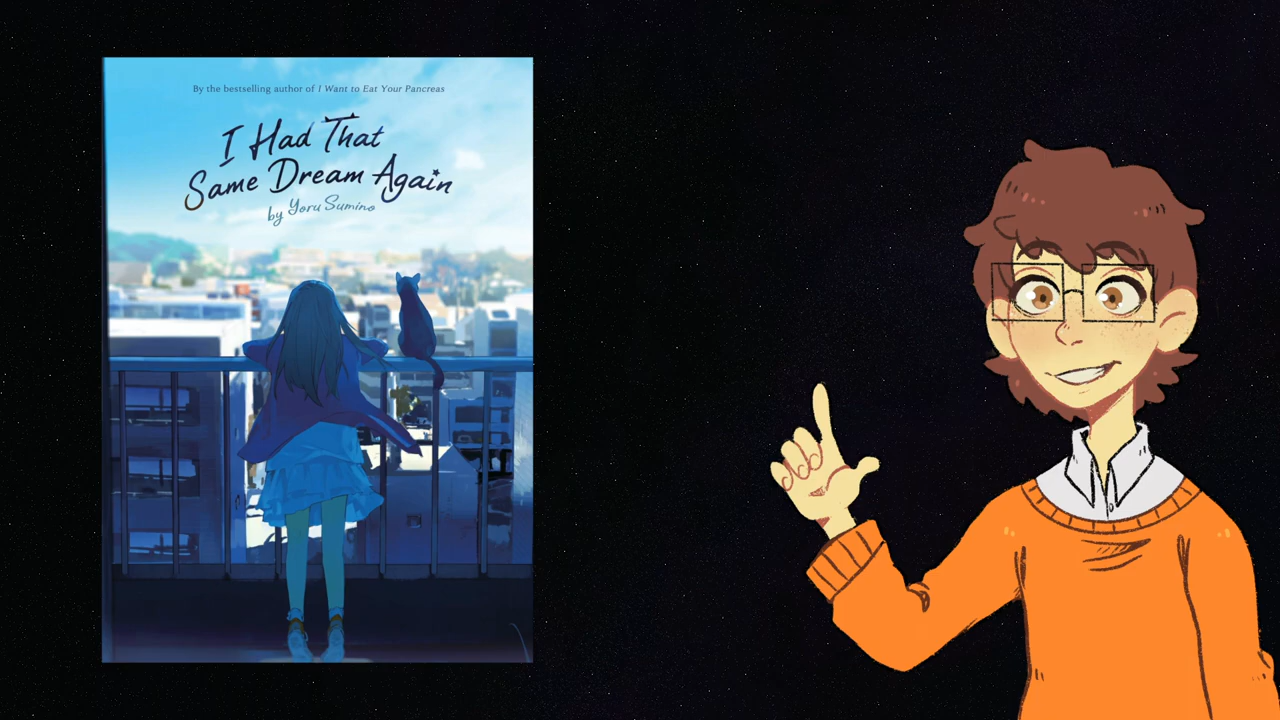 By the bestselling author of I Want to Eat Your Pancreas
I Had That
Same Dream Again
by Yoru Sumino